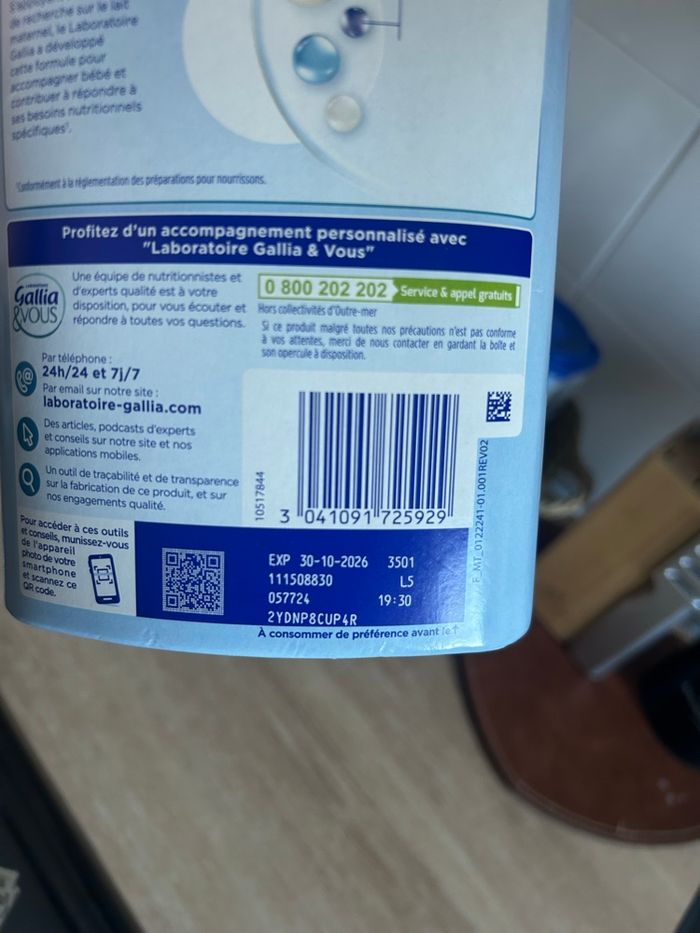 de recherche sur le lait
maternel, le Laboratoire
Gallia a développé
cette formule pour
accompagner bébé et
contribuer à répondre à
ses besoins nutritionnels
spécifiques¹.
¹Conformément à la réglementation des préparations pour nourrissons.
Profitez d'un accompagnement personnalisé avec
"Laboratoire Gallia & Vous"
LABORATOIRE
Gallia
&VOUS
Une équipe de nutritionnistes et
d'experts qualité est à votre
disposition, pour vous écouter et
répondre à toutes vos questions.
Par téléphone :
24h/24 et 7j/7
Par email sur notre site :
laboratoire-gallia.com
Des articles, podcasts d'experts
et conseils sur notre site et nos
applications mobiles.
Un outil de traçabilité et de transparence
sur la fabrication de ce produit, et sur
nos engagements qualité.
Pour accéder à ces outils
et conseils, munissez-vous
de l'appareil
photo de votre
smartphone
et scannez ce
QR code.
0 800 202 202 Service & appel gratuits
Hors collectivités d'Outre-mer
Si ce produit malgré toutes nos précautions n'est pas conforme
à vos attentes, merci de nous contacter en gardant la boîte et
son opercule à disposition.
10517844
3 041091 725929
F_MT_0122241-01.001REV02
EXP 30-10-2026 3501
111508830 L5
057724 19:30
2YDNP8CUP4R
À consommer de préférence avant le ↑